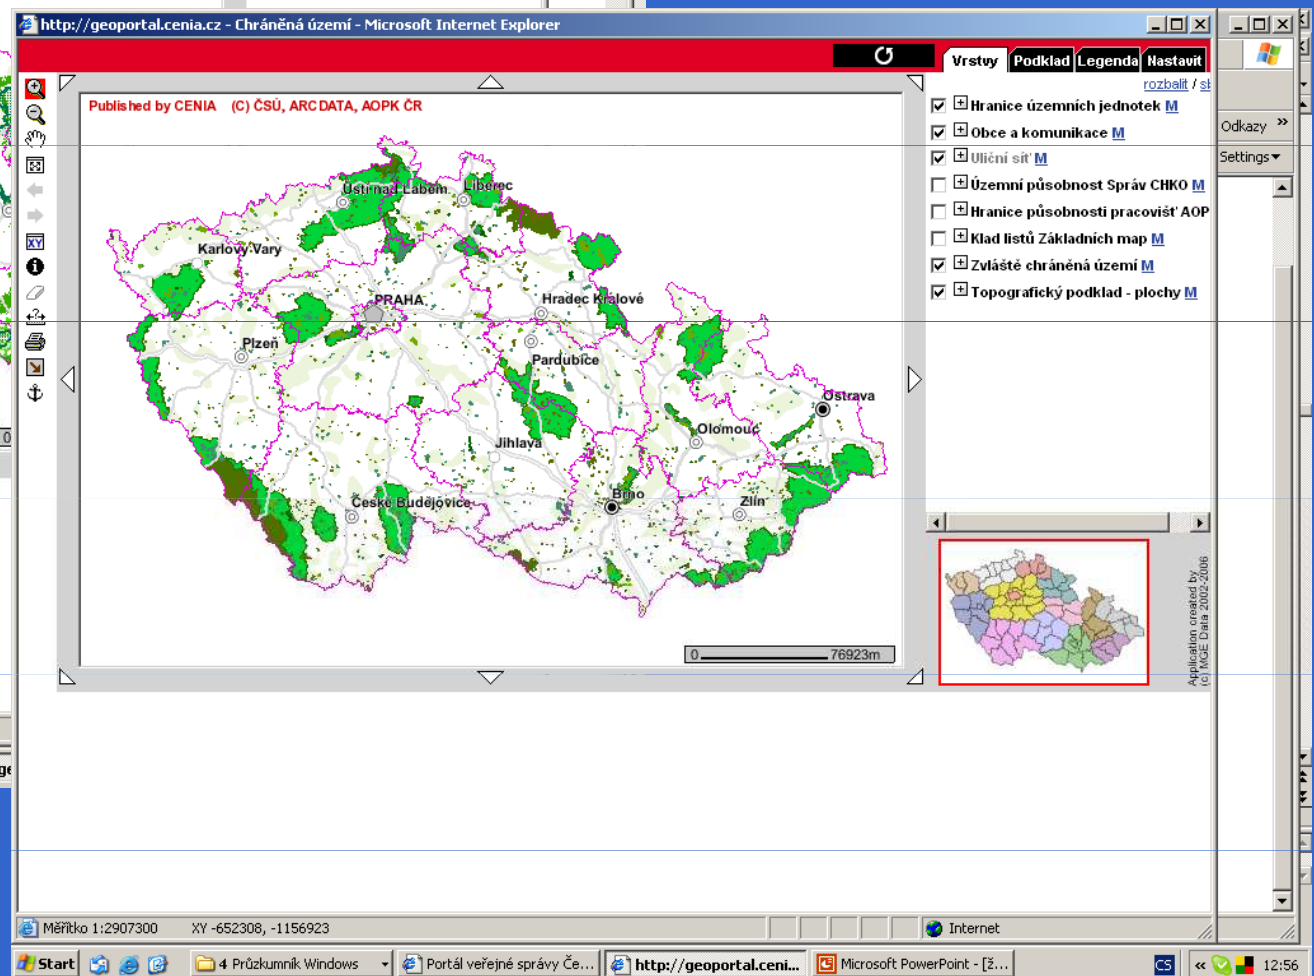 http://geoportal.cenia.cz - Chráněná území - Microsoft Internet Explorer
Vrstvy Podklad Legenda Nastavit
rozbalit /
Published by CENIA (C) ČSÚ, ARCDATA, AOPK ČR
Hranice územních jednotek M
Obce a komunikace M
Uliční síť M
Územní působnost Správ CHKO M
Hranice působnosti pracovišť AOP
Klad listů Základních map M
Zvláště chráněná území M
Topografický podklad - plochy M
Odkazy »
Settings
XY
Ústí nad Labem
Liberec
Karlovy Vary
PRAHA
Hradec Králové
Plzeň
Pardubice
Ostrava
Olomouc
Jihlava
Brno
České Budějovice
Zlín
0 76923m
Application created by
(c) MGE Data 2002-2006
Měřítko 1:2907300 XY -652308, -1156923
Internet
Start
4 Průzkumník Windows
Portál veřejné správy Če...
http://geoportal.ceni...
Microsoft PowerPoint - [ž...
CS
«
12:56